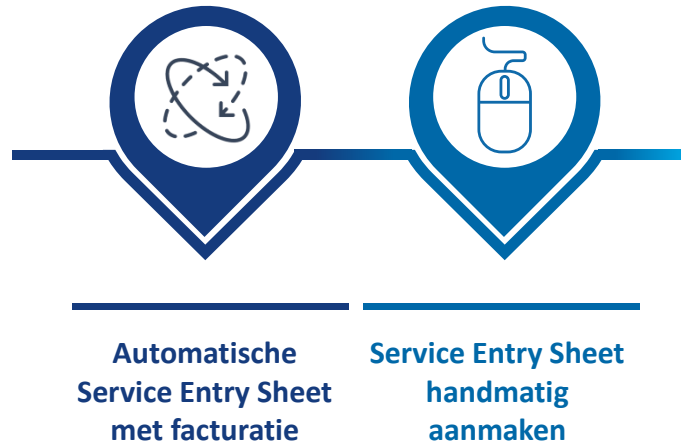 Automatische
Service Entry Sheet
met facturatie
Service Entry Sheet
handmatig
aanmaken